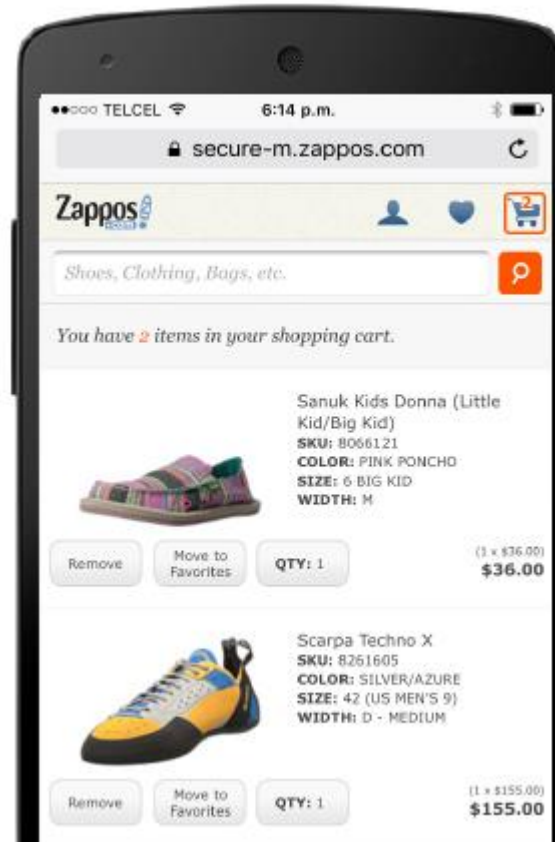 TELCEL 6:14 p.m.
secure-m.zappos.com
Zappos
.com
2
Shoes, Clothing, Bags, etc.
You have 2 items in your shopping cart.
Sanuk Kids Donna (Little
Kid/Big Kid)
SKU: 8066121
COLOR: PINK PONCHO
SIZE: 6 BIG KID
WIDTH: M
Remove
Move to
Favorites
QTY: 1
(1 x $36.00)
$36.00
Scarpa Techno X
SKU: 8261605
COLOR: SILVER/AZURE
SIZE: 42 (US MEN'S 9)
WIDTH: D - MEDIUM
Remove
Move to
Favorites
QTY: 1
(1 x $155.00)
$155.00